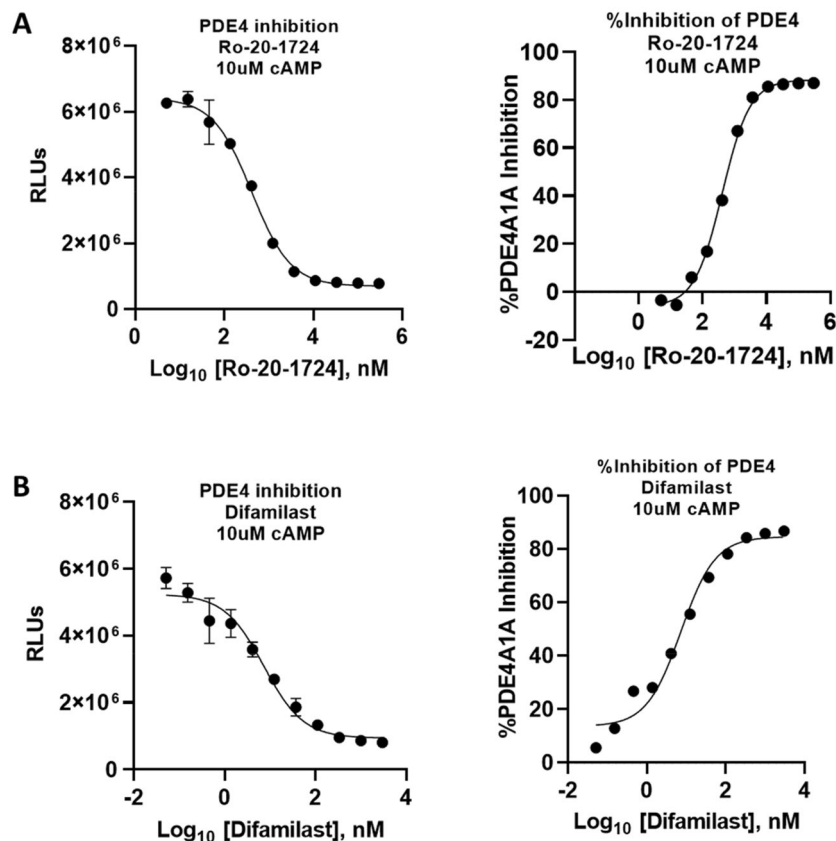 A
PDE4 inhibition
Ro-20-1724
10uM cAMP
8×10⁶
6×10⁶
4×10⁶
2×10⁶
0
RLUs
0
2
4
6
Log₁₀ [Ro-20-1724], nM
%Inhibition of PDE4
Ro-20-1724
10uM cAMP
100
80
60
40
20
0
-20
%PDE4A1A Inhibition
0
2
4
6
Log₁₀ [Ro-20-1724], nM
B
PDE4 inhibition
Difamilast
10uM cAMP
8×10⁶
6×10⁶
4×10⁶
2×10⁶
0
RLUs
-2
0
2
4
Log₁₀ [Difamilast], nM
%Inhibition of PDE4
Difamilast
10uM cAMP
100
80
60
40
20
0
%PDE4A1A Inhibition
-2
0
2
4
Log₁₀ [Difamilast], nM